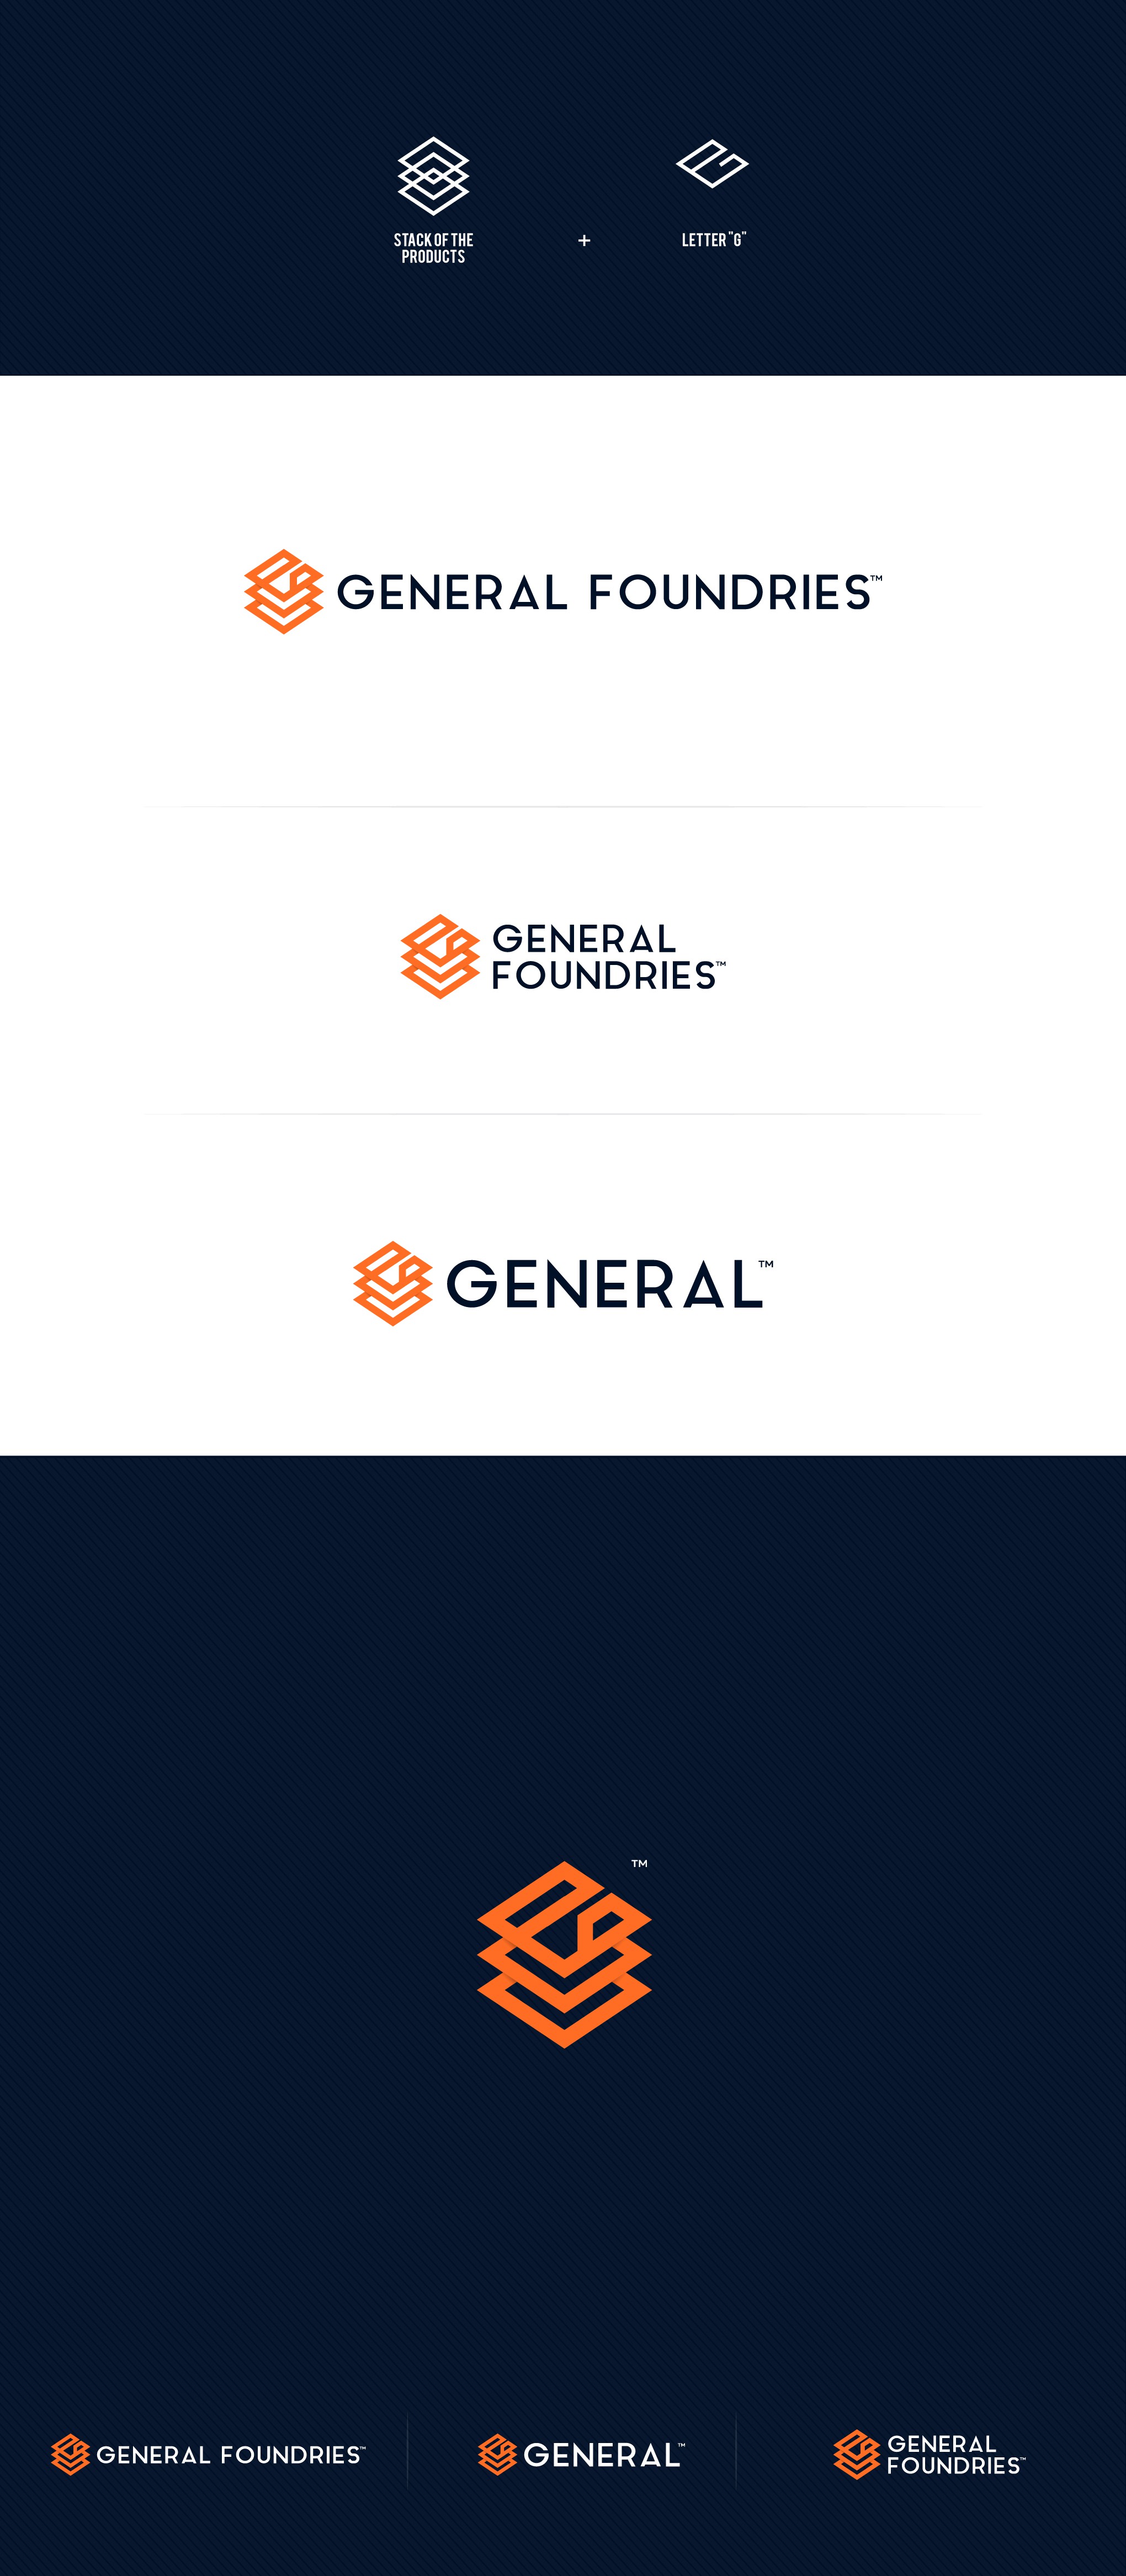 STACK OF THE
PRODUCTS
+
LETTER "G"
GENERAL FOUNDRIES™
GENERAL
FOUNDRIES™
GENERAL™
™
GENERAL FOUNDRIES™
GENERAL™
GENERAL
FOUNDRIES™